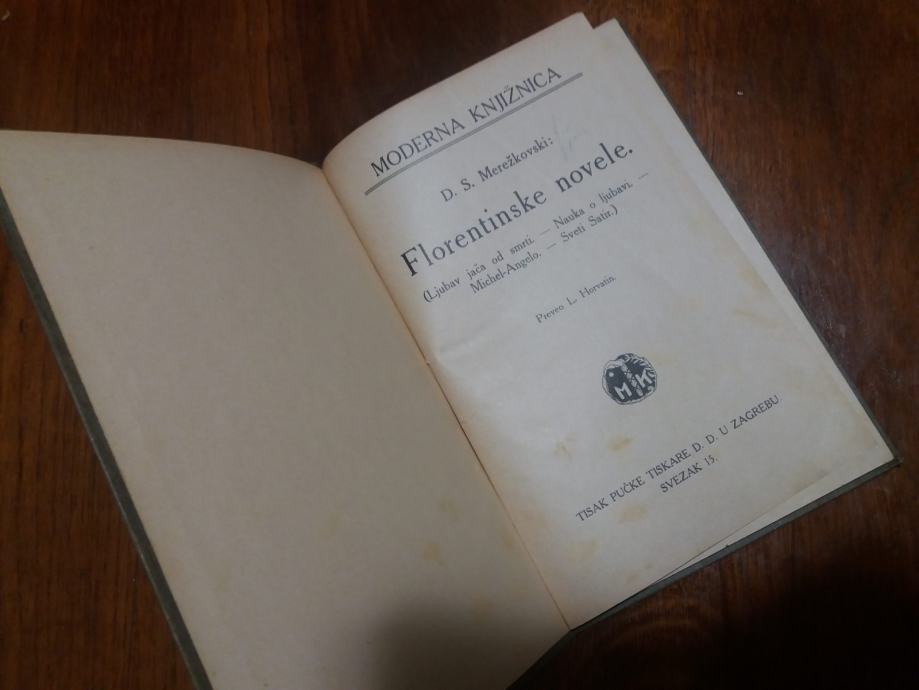 MODERNA KNJIŽNICA
D. S. Merežkovski:
Florentinske novele.
(Ljubav jača od smrti. — Nauka o ljubavi. —
Michel-Angelo. — Sveti Satir.)
Preveo L. Horvatin.
MK
TISAK PUČKE TISKARE D. D. U ZAGREBU.
SVEZAK 15.